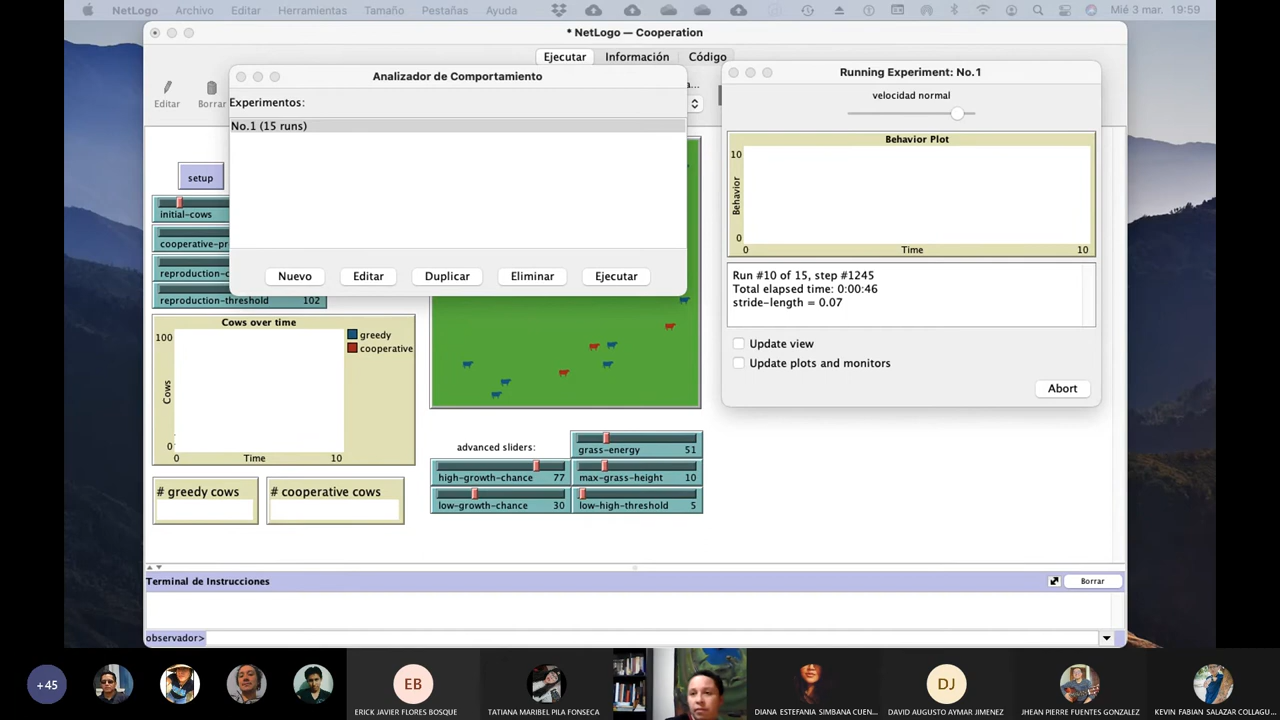 NetLogo Archivo Editar Herramientas Tamaño Pestañas Ayuda Mié 3 mar. 19:59
* NetLogo — Cooperation
Ejecutar Información Código
Editar Borrar a...
Analizador de Comportamiento
Experimentos:
No.1 (15 runs)
Nuevo Editar Duplicar Eliminar Ejecutar
Running Experiment: No.1
velocidad normal
Behavior Plot
10
Behavior
0
0 Time 10
Run #10 of 15, step #1245
Total elapsed time: 0:00:46
stride-length = 0.07
Update view
Update plots and monitors
Abort
setup
initial-cows
cooperative-pr
reproduction-c
reproduction-threshold 102
Cows over time
100
Cows
0
0 Time 10
greedy
cooperative
# greedy cows
# cooperative cows
advanced sliders:
grass-energy 51
high-growth-chance 77
max-grass-height 10
low-growth-chance 30
low-high-threshold 5
Terminal de Instrucciones
Borrar
observador>
+45
EB
ERICK JAVIER FLORES BOSQUE
TATIANA MARIBEL PILA FONSECA
DIANA ESTEFANIA SIMBANA CUEN...
DJ
DAVID AUGUSTO AYMAR JIMENEZ
JHEAN PIERRE FUENTES GONZALEZ
KEVIN FABIAN SALAZAR COLLAGU...